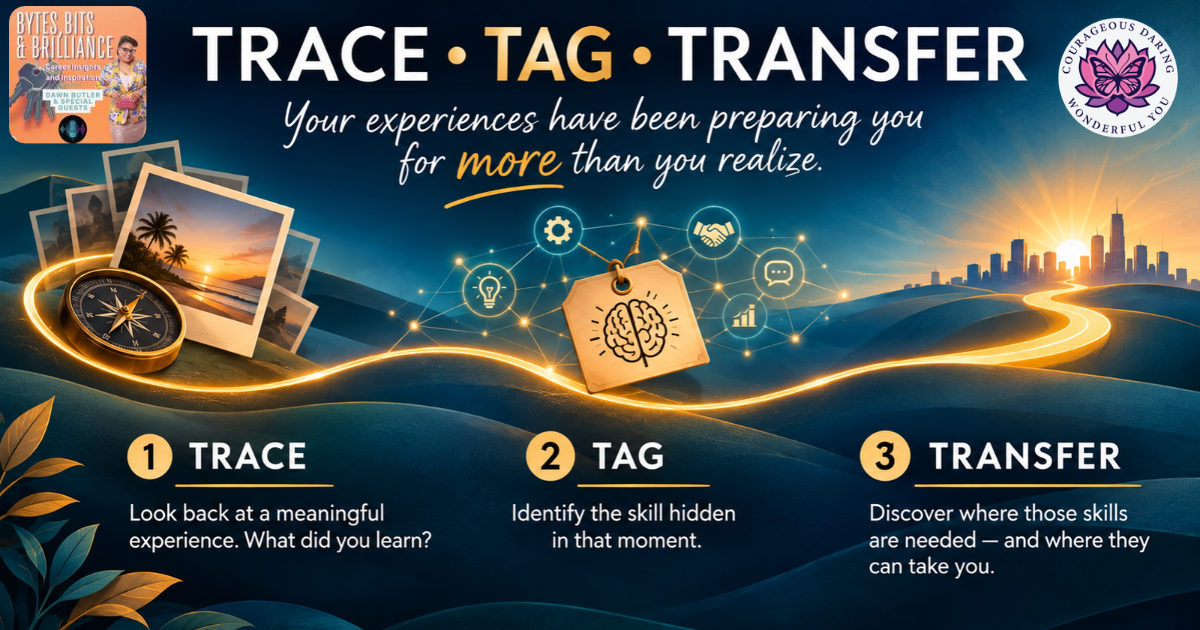 BYTES, BITS
& BRILLIANCE
Career Insights
and Inspiration
DAWN BUTLER
& SPECIAL
GUESTS
TRACE • TAG • TRANSFER
COURAGEOUS DARING
WONDERFUL YOU
Your experiences have been preparing you
for more than you realize.
1 TRACE
Look back at a meaningful
experience. What did you learn?
2 TAG
Identify the skill hidden
in that moment.
3 TRANSFER
Discover where those skills
are needed — and where they
can take you.